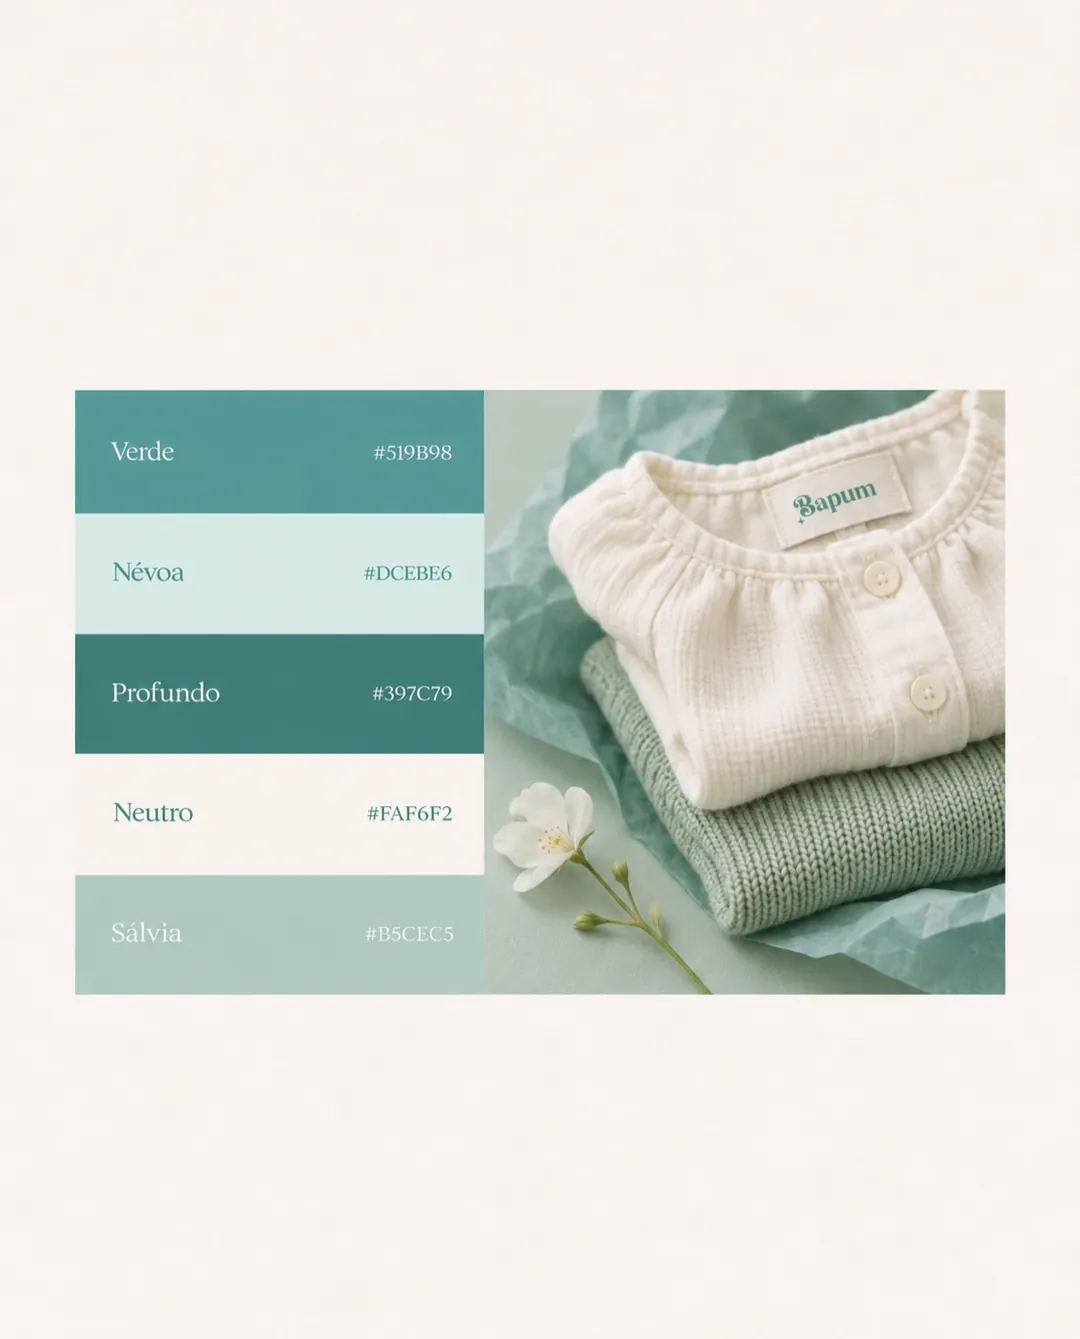 Verde #519B98
Névoa #DCEBE6
Profundo #397C79
Neutro #FAF6F2
Sálvia #B5CEC5
Bapum